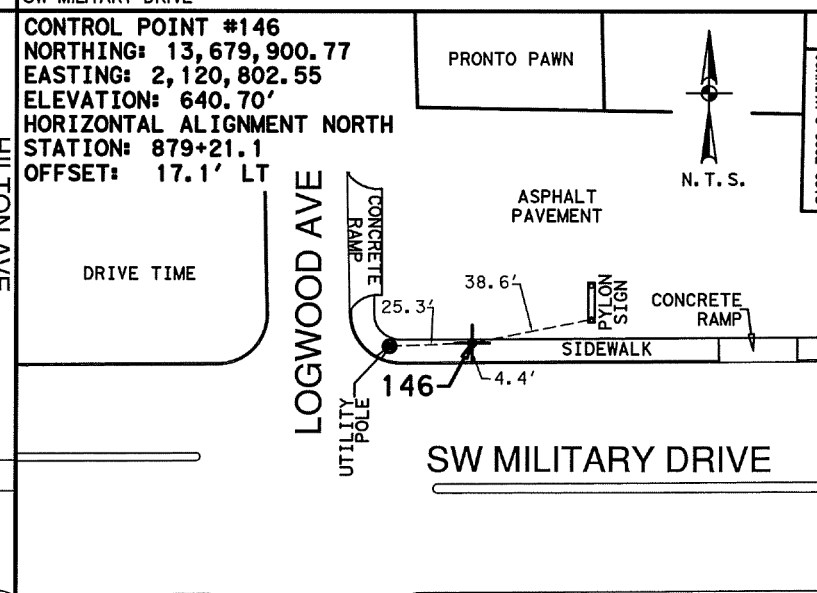 CONTROL POINT #146
NORTHING: 13,679,900.77
EASTING: 2,120,802.55
ELEVATION: 640.70'
HORIZONTAL ALIGNMENT NORTH
STATION: 879+21.1
OFFSET: 17.1' LT
PRONTO PAWN
N.T.S.
HILTON AVE
LOGWOOD AVE
CONCRETE
RAMP
ASPHALT
PAVEMENT
DRIVE TIME
25.3'
38.6'
PYLON
SIGN
CONCRETE
RAMP
SIDEWALK
146
4.4'
UTILITY
POLE
SW MILITARY DRIVE